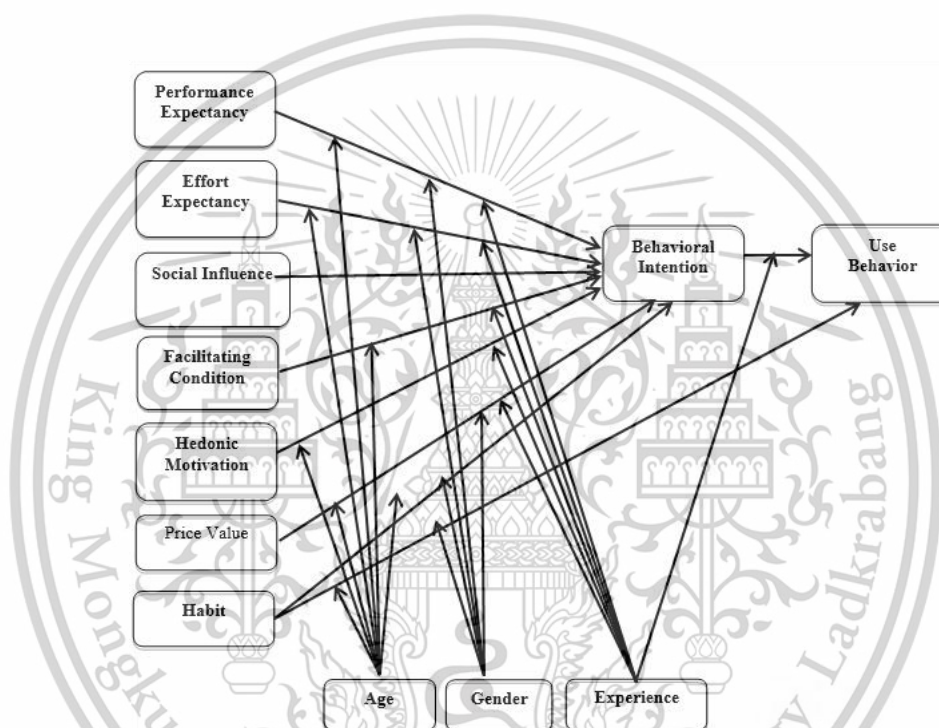 Performance
Expectancy
Effort
Expectancy
Social Influence
Facilitating
Condition
Hedonic
Motivation
Price Value
Habit
Behavioral
Intention
Use
Behavior
Age
Gender
Experience
King
Ladkrabang